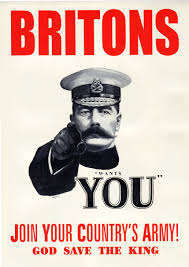 BRITONS
"WANTS
YOU"
JOIN YOUR COUNTRY'S ARMY!
GOD SAVE THE KING